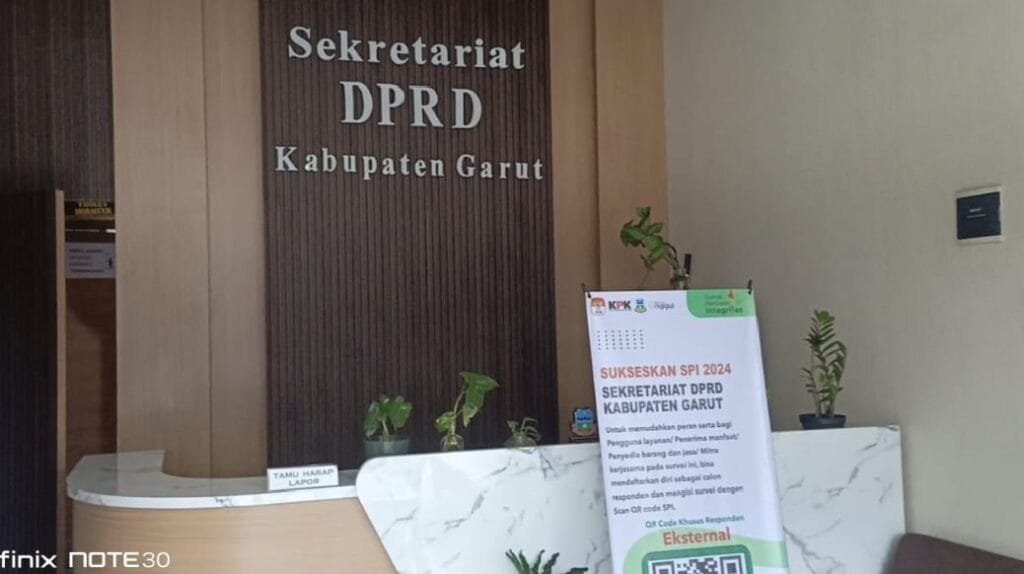 Sekretariat
DPRD
Kabupaten Garut
TOILET
TAMU HARAP
LAPOR
KPK
Integritas
SUKSESKAN SPI 2024
SEKRETARIAT DPRD
KABUPATEN GARUT
Untuk memudahkan peran serta bagi
Pengguna layanan/ Penerima manfaat/
Penyedia barang dan jasa/ Mitra
kerjasama pada survei ini, bisa
mendaftarkan diri sebagai calon
responden dan mengisi survei dengan
Scan QR code SPI.
QR Code Khusus Responden
Eksternal
finix NOTE30